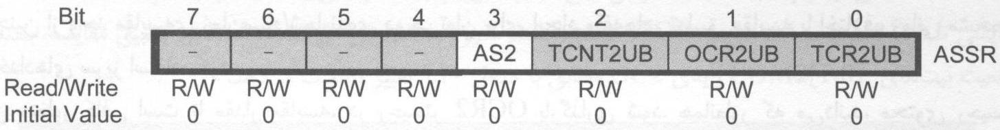 Bit 7 6 5 4 3 2 1 0
– – – – AS2 TCNT2UB OCR2UB TCR2UB ASSR
Read/Write R/W R/W R/W R/W R/W R/W R/W R/W
Initial Value 0 0 0 0 0 0 0 0